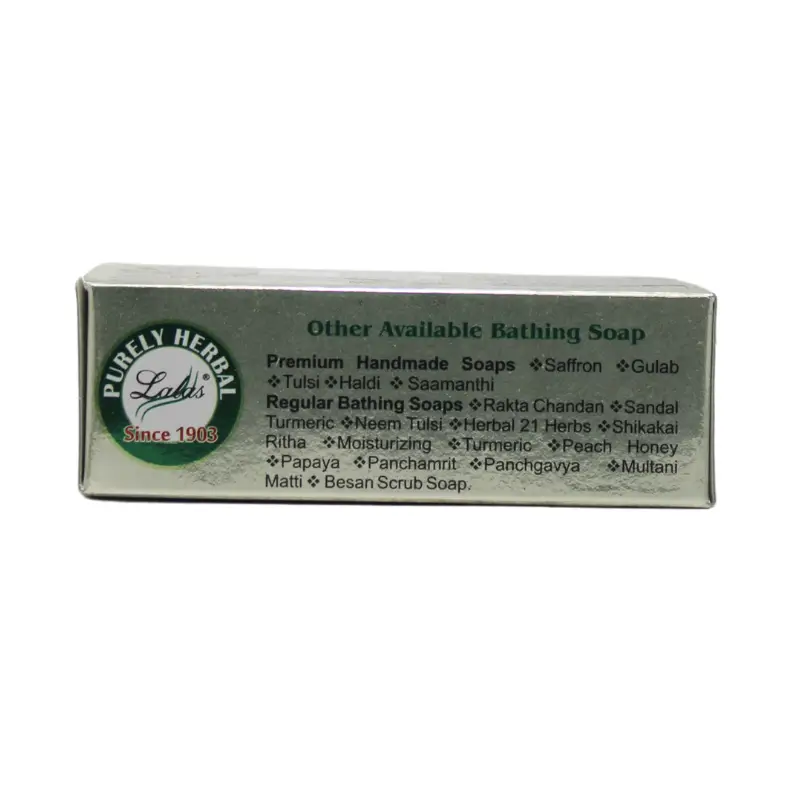 PURELY HERBAL
Lalas®
Since 1903
Other Available Bathing Soap
Premium Handmade Soaps ❖Saffron ❖Gulab
❖Tulsi ❖Haldi ❖ Saamanthi
Regular Bathing Soaps ❖Rakta Chandan ❖Sandal
Turmeric ❖Neem Tulsi ❖Herbal 21 Herbs ❖Shikakai
Ritha ❖Moisturizing ❖Turmeric ❖Peach Honey
❖Papaya ❖Panchamrit ❖Panchgavya ❖Multani
Matti ❖ Besan Scrub Soap.